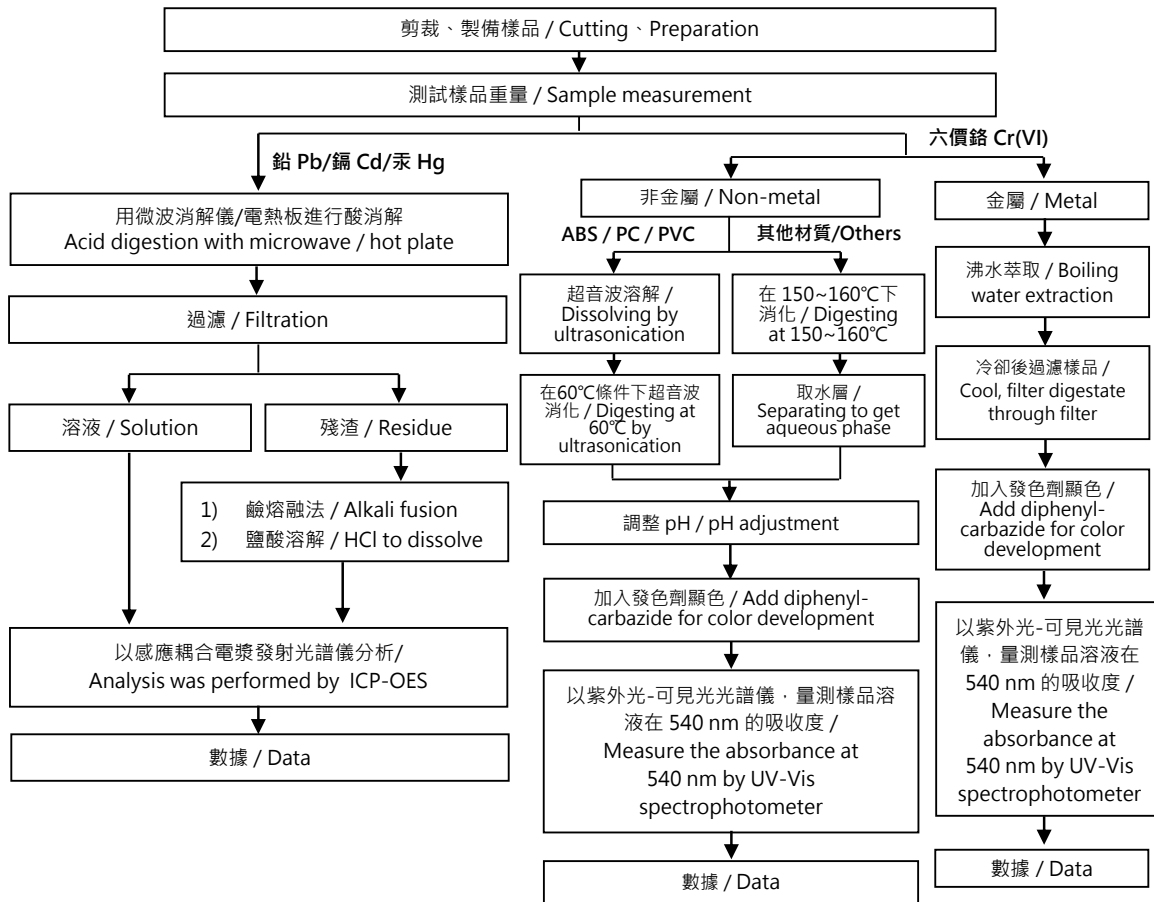 剪裁、製備樣品 / Cutting、Preparation
測試樣品重量 / Sample measurement
鉛 Pb/鎘 Cd/汞 Hg
六價鉻 Cr(VI)
用微波消解儀/電熱板進行酸消解
Acid digestion with microwave / hot plate
過濾 / Filtration
溶液 / Solution
殘渣 / Residue
1) 鹼熔融法 / Alkali fusion
2) 鹽酸溶解 / HCl to dissolve
以感應耦合電漿發射光譜儀分析/
Analysis was performed by ICP-OES
數據 / Data
非金屬 / Non-metal
ABS / PC / PVC
其他材質/Others
超音波溶解 /
Dissolving by
ultrasonication
在60℃條件下超音波
消化 / Digesting at
60℃ by
ultrasonication
在 150~160℃下
消化 / Digesting
at 150~160℃
取水層 /
Separating to get
aqueous phase
調整 pH / pH adjustment
加入發色劑顯色 / Add diphenyl-
carbazide for color development
以紫外光-可見光光譜儀，量測樣品溶
液在 540 nm 的吸收度 /
Measure the absorbance at
540 nm by UV-Vis
spectrophotometer
數據 / Data
金屬 / Metal
沸水萃取 / Boiling
water extraction
冷卻後過濾樣品 /
Cool, filter digestate
through filter
加入發色劑顯色 /
Add diphenyl-
carbazide for color
development
以紫外光-可見光光譜
儀，量測樣品溶液在
540 nm 的吸收度 /
Measure the
absorbance at
540 nm by UV-Vis
spectrophotometer
數據 / Data